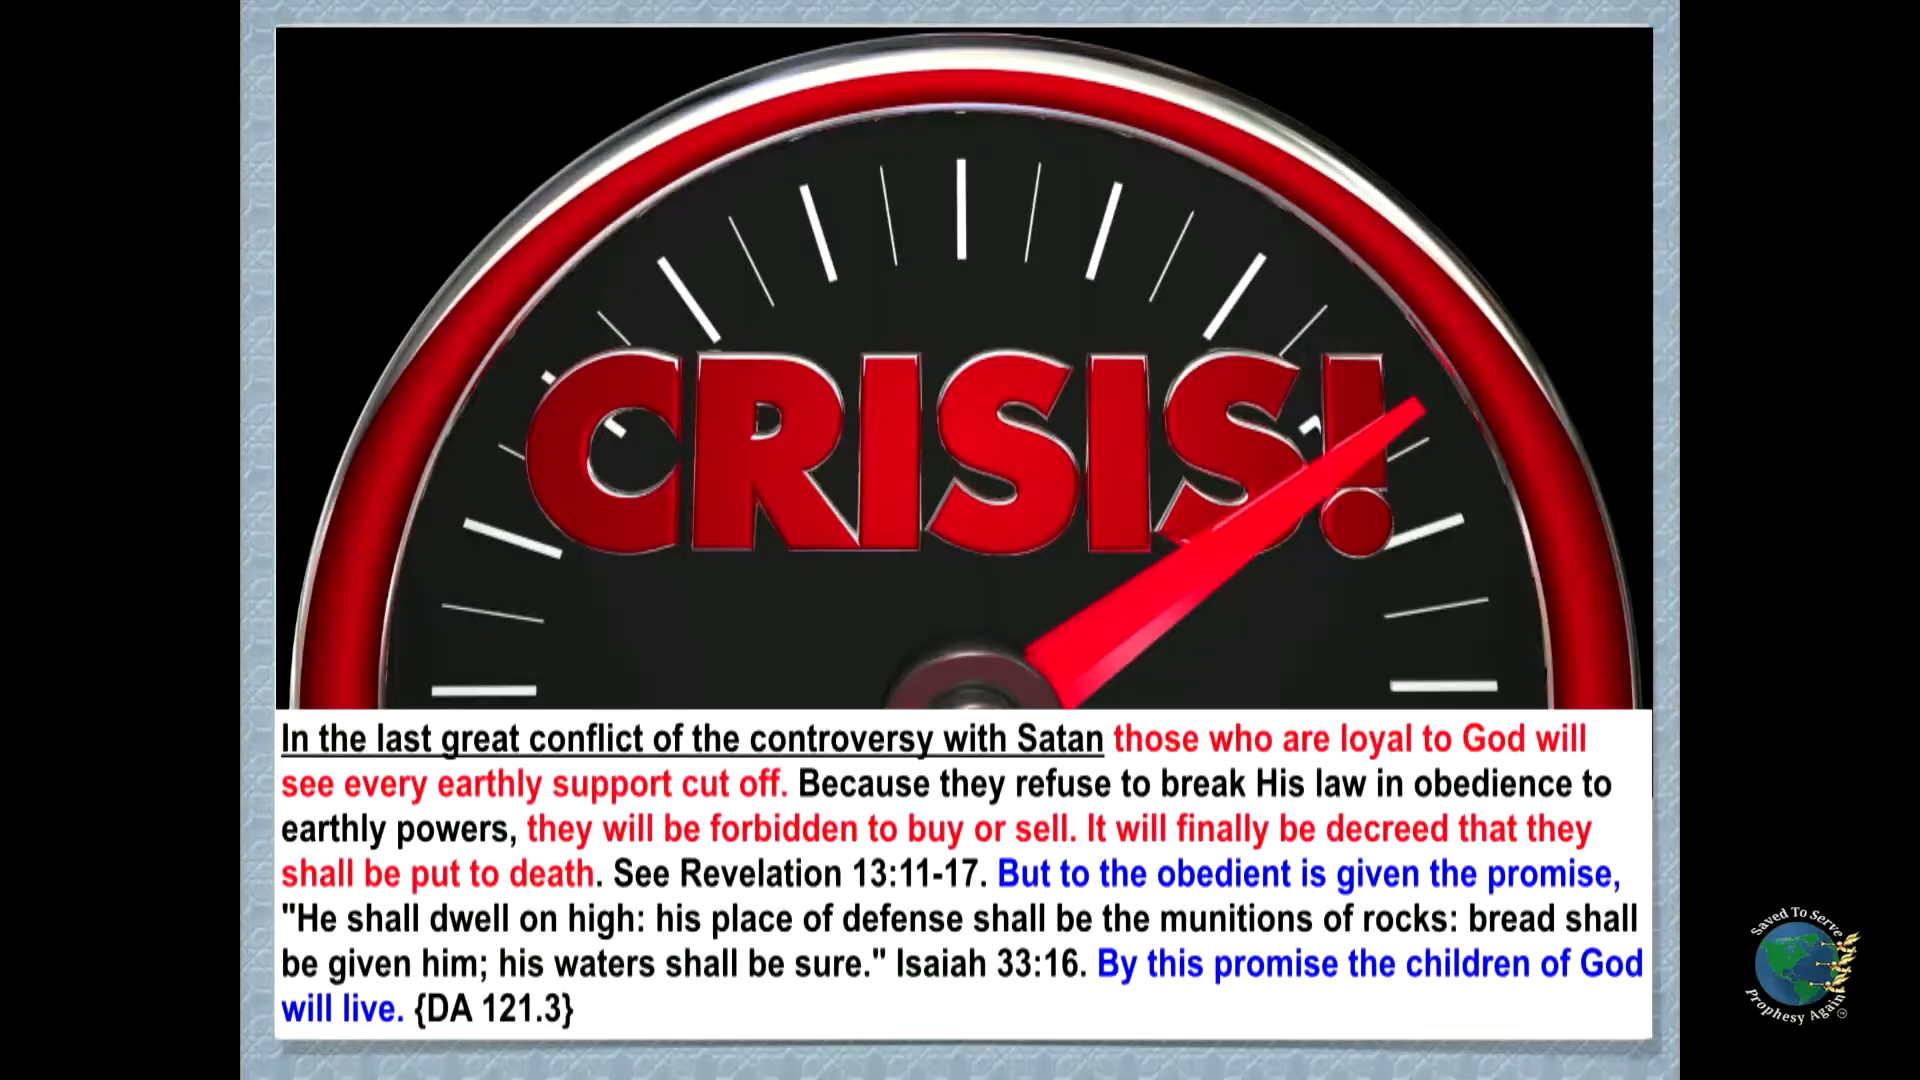 CRISIS!
In the last great conflict of the controversy with Satan those who are loyal to God will
see every earthly support cut off. Because they refuse to break His law in obedience to
earthly powers, they will be forbidden to buy or sell. It will finally be decreed that they
shall be put to death. See Revelation 13:11-17. But to the obedient is given the promise,
"He shall dwell on high: his place of defense shall be the munitions of rocks: bread shall
be given him; his waters shall be sure." Isaiah 33:16. By this promise the children of God
will live. {DA 121.3}
Saved To Serve
Prophesy Again